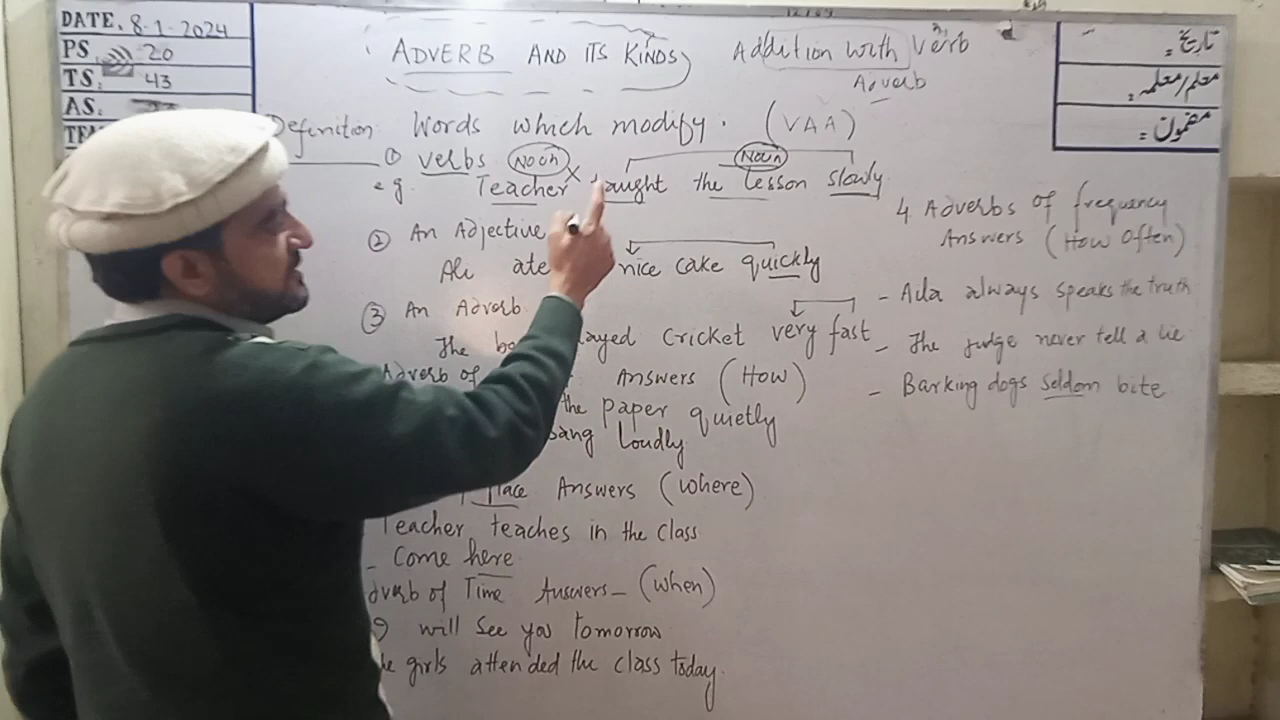 DATE. 8-1-2024
PS. 20
TS. 43
AS.
ADVERB AND ITS KINDS
Addition with Verb
Adverb
Definition Words which modify. (VAA)
① verbs Noun Noun
e.g. Teacher x taught the lesson slowly
② An Adjective
Ali ate nice cake quickly
③ An Adverb
The played cricket very fast
Adverb of Answers (How)
the paper quietly
sang loudly
Place Answers (where)
Teacher teaches in the class
- Come here
Adverb of Time Answers - (when)
I will see you tomorrow
The girls attended the class today.
4 Adverbs of frequency
Answers (How Often)
- Aila always speaks the truth
- The judge never tell a lie
- Barking dogs seldom bite
تاریخ =
معلم/معلمہ =
مضمون =